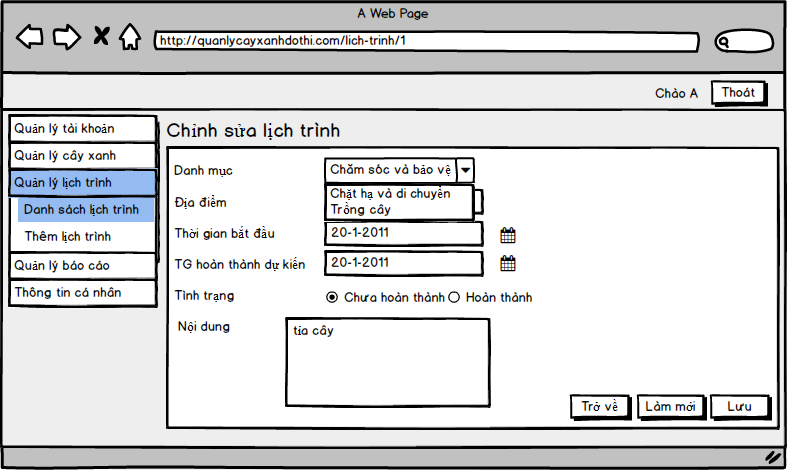 A Web Page
http://quanlycayxanhdothi.com/lich-trinh/1
Chào A
Thoát
Quản lý tài khoản
Quản lý cây xanh
Quản lý lịch trình
Danh sách lịch trình
Thêm lịch trình
Quản lý báo cáo
Thông tin cá nhân
Chỉnh sửa lịch trình
Danh mục
Chăm sóc và bảo vệ
Chặt hạ và di chuyển
Trồng cây
Địa điểm
Thời gian bắt đầu
20-1-2011
TG hoàn thành dự kiến
20-1-2011
Tình trạng
Chưa hoàn thành
Hoàn thành
Nội dung
tỉa cây
Trở về
Làm mới
Lưu